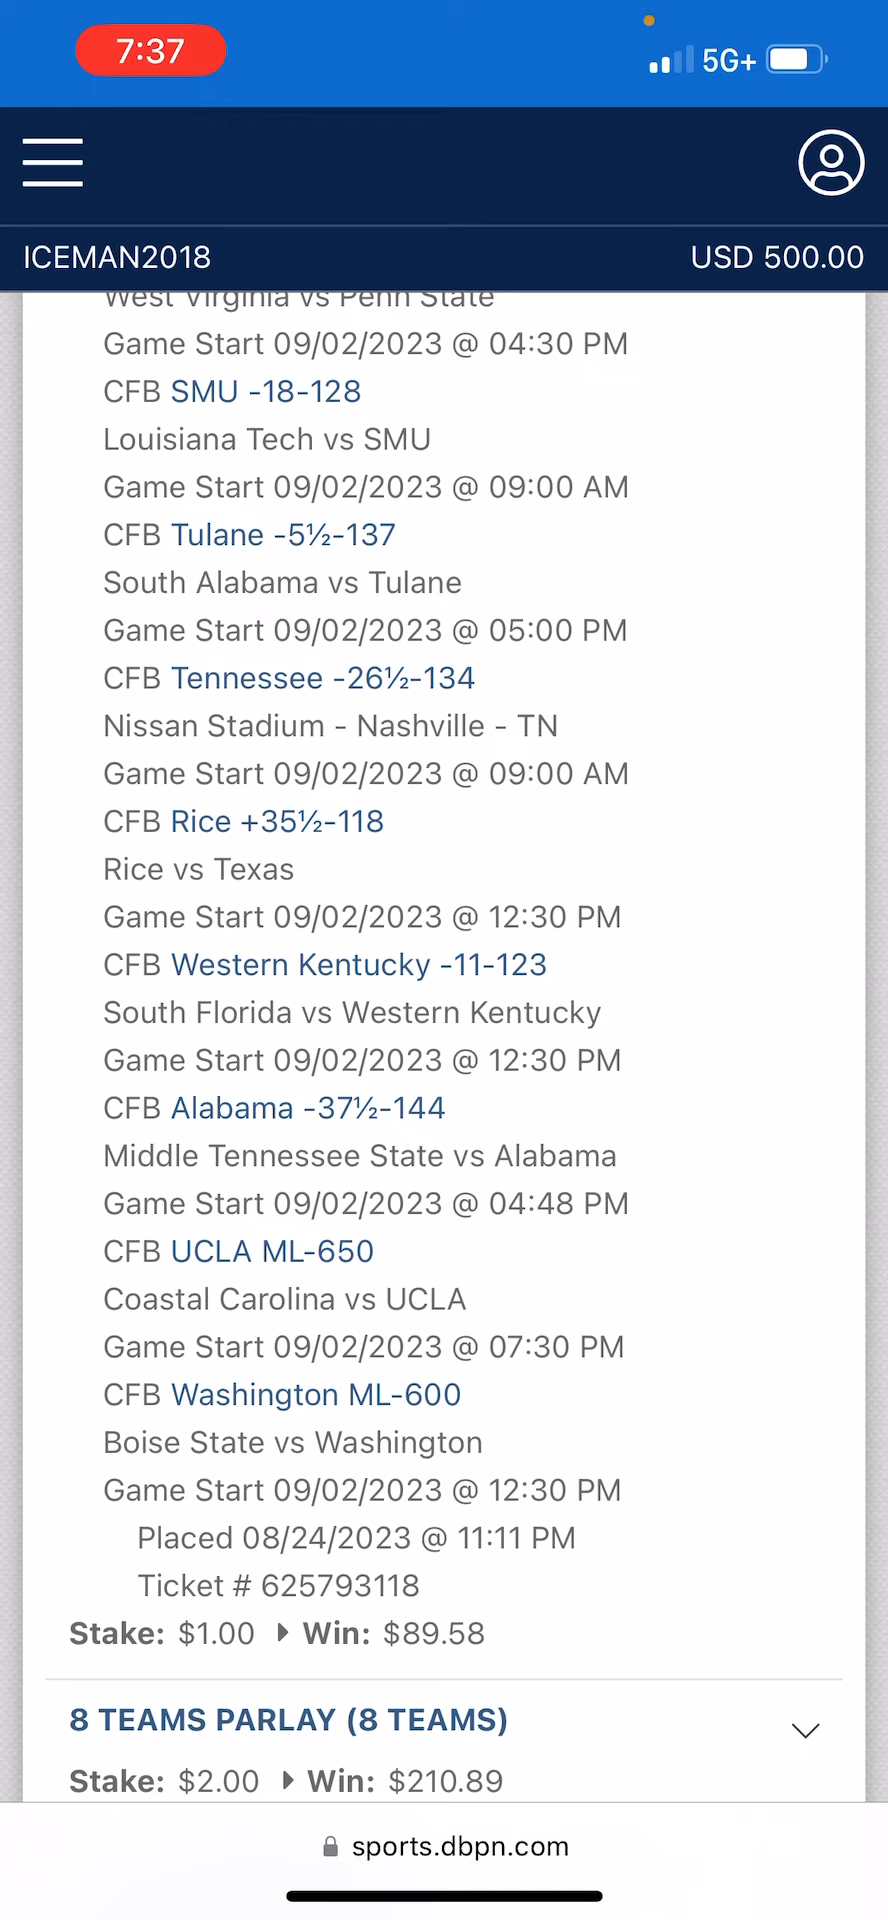 7:37
5G+
ICEMAN2018
USD 500.00
West Virginia vs Penn State
Game Start 09/02/2023 @ 04:30 PM
CFB SMU -18-128
Louisiana Tech vs SMU
Game Start 09/02/2023 @ 09:00 AM
CFB Tulane -5½-137
South Alabama vs Tulane
Game Start 09/02/2023 @ 05:00 PM
CFB Tennessee -26½-134
Nissan Stadium - Nashville - TN
Game Start 09/02/2023 @ 09:00 AM
CFB Rice +35½-118
Rice vs Texas
Game Start 09/02/2023 @ 12:30 PM
CFB Western Kentucky -11-123
South Florida vs Western Kentucky
Game Start 09/02/2023 @ 12:30 PM
CFB Alabama -37½-144
Middle Tennessee State vs Alabama
Game Start 09/02/2023 @ 04:48 PM
CFB UCLA ML-650
Coastal Carolina vs UCLA
Game Start 09/02/2023 @ 07:30 PM
CFB Washington ML-600
Boise State vs Washington
Game Start 09/02/2023 @ 12:30 PM
Placed 08/24/2023 @ 11:11 PM
Ticket # 625793118
Stake: $1.00 Win: $89.58
8 TEAMS PARLAY (8 TEAMS)
Stake: $2.00 Win: $210.89
sports.dbpn.com